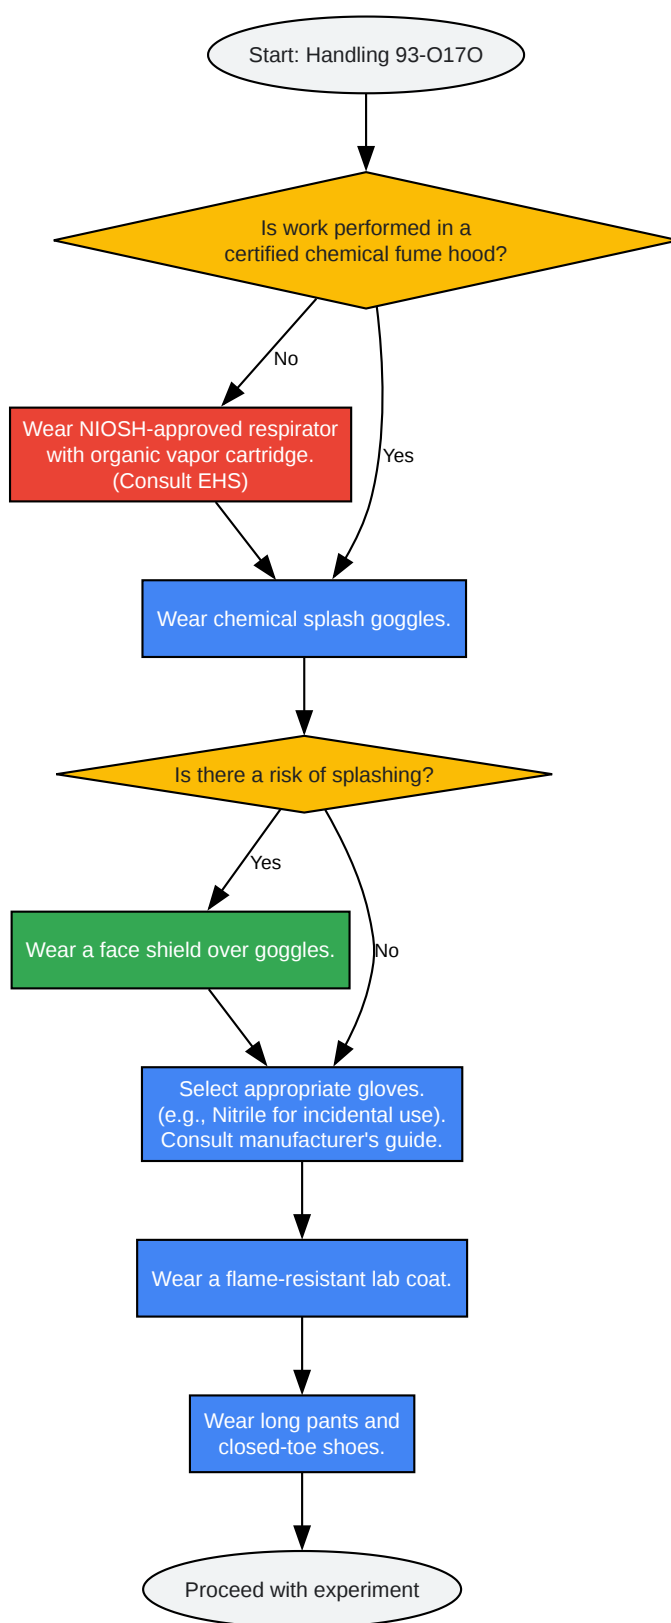 Start: Handling 93-O17O
Is work performed in a
certified chemical fume hood?
No
Yes
Wear NIOSH-approved respirator
with organic vapor cartridge.
(Consult EHS)
Wear chemical splash goggles.
Is there a risk of splashing?
Yes
No
Wear a face shield over goggles.
Select appropriate gloves.
(e.g., Nitrile for incidental use).
Consult manufacturer's guide.
Wear a flame-resistant lab coat.
Wear long pants and
closed-toe shoes.
Proceed with experiment